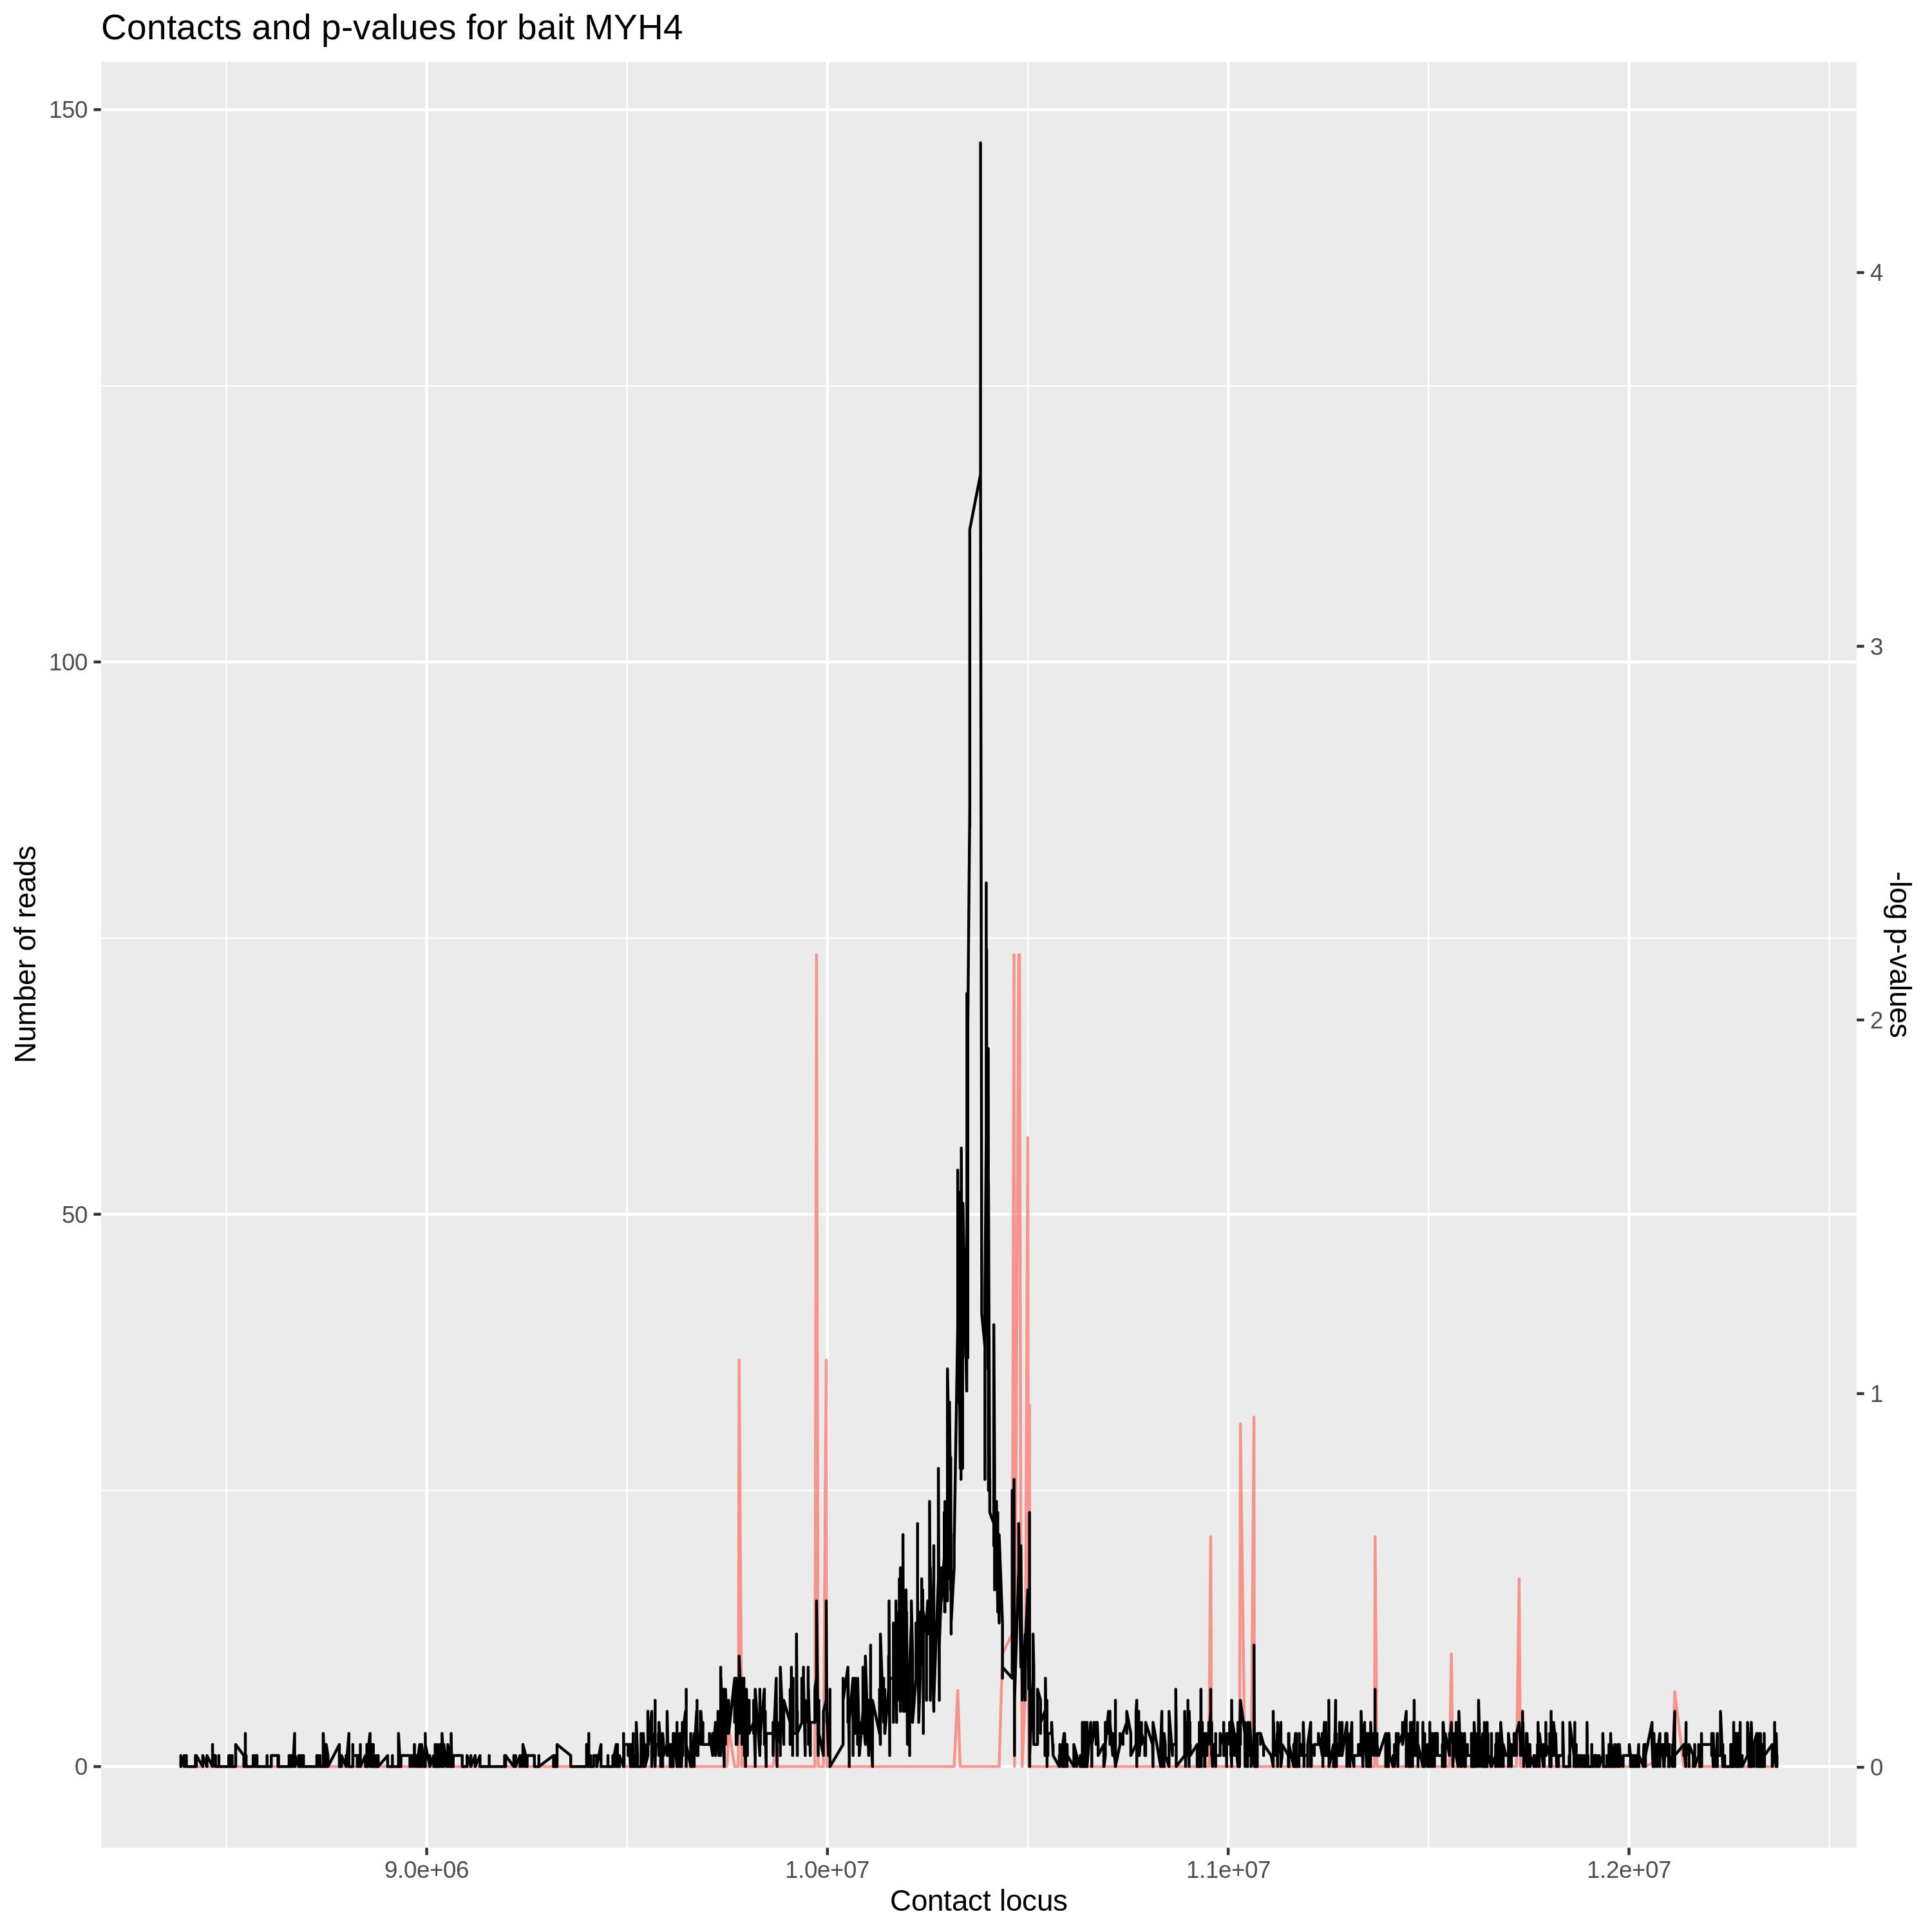 Contacts and p-values for bait MYH4
150
100
50
0
Number of reads
4
3
2
1
0
-log p-values
9.0e+06
1.0e+07
1.1e+07
1.2e+07
Contact locus